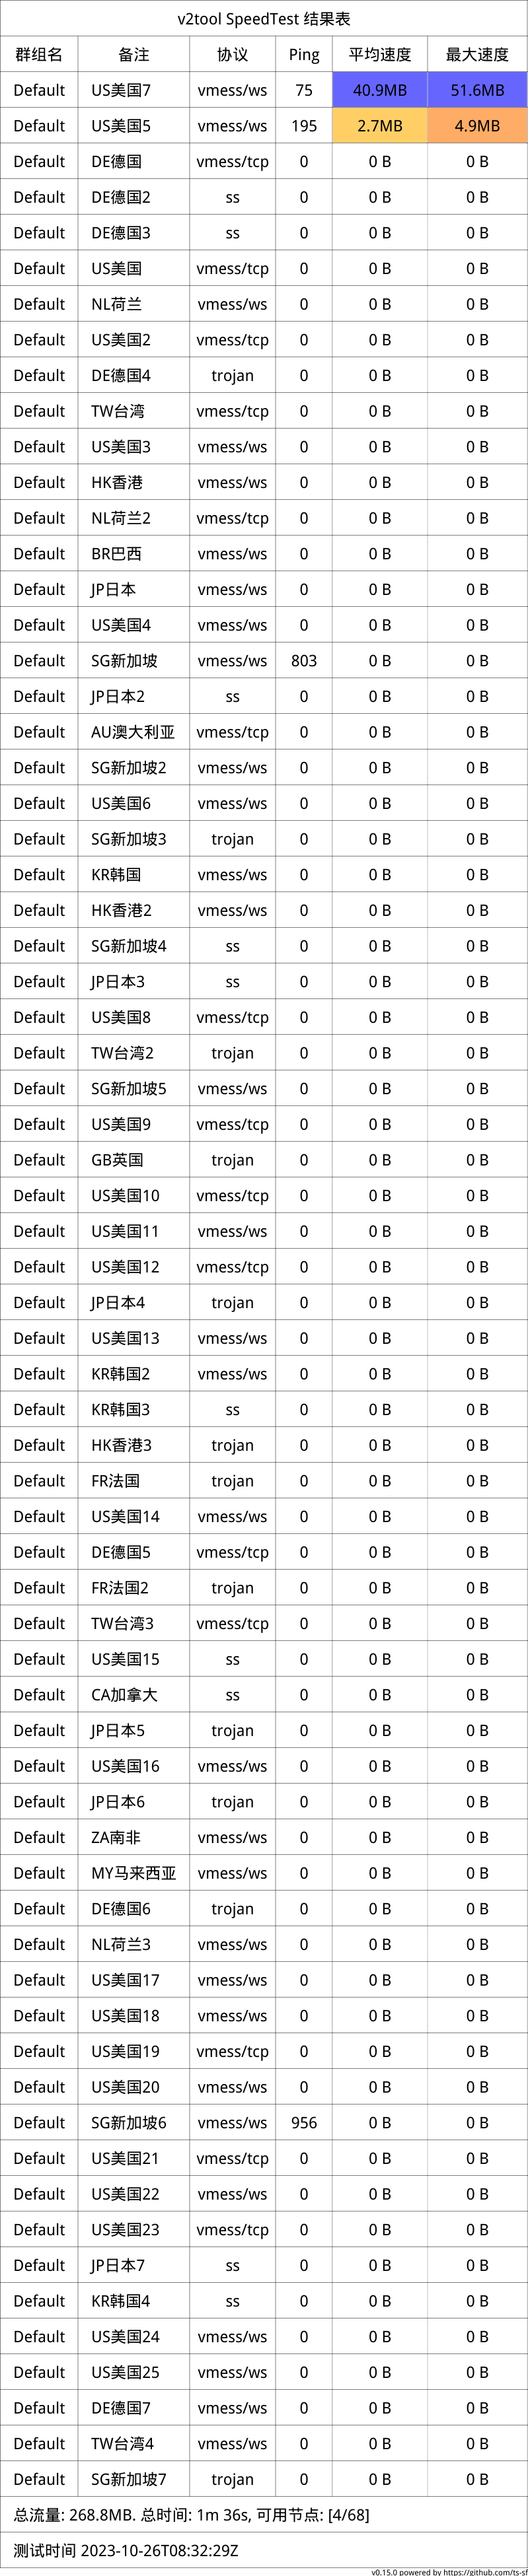 v2tool SpeedTest 结果表
群组名 备注 协议 Ping 平均速度 最大速度
Default US美国7 vmess/ws 75 40.9MB 51.6MB
Default US美国5 vmess/ws 195 2.7MB 4.9MB
Default DE德国 vmess/tcp 0 0 B 0 B
Default DE德国2 ss 0 0 B 0 B
Default DE德国3 ss 0 0 B 0 B
Default US美国 vmess/tcp 0 0 B 0 B
Default NL荷兰 vmess/ws 0 0 B 0 B
Default US美国2 vmess/tcp 0 0 B 0 B
Default DE德国4 trojan 0 0 B 0 B
Default TW台湾 vmess/tcp 0 0 B 0 B
Default US美国3 vmess/ws 0 0 B 0 B
Default HK香港 vmess/ws 0 0 B 0 B
Default NL荷兰2 vmess/tcp 0 0 B 0 B
Default BR巴西 vmess/ws 0 0 B 0 B
Default JP日本 vmess/ws 0 0 B 0 B
Default US美国4 vmess/ws 0 0 B 0 B
Default SG新加坡 vmess/ws 803 0 B 0 B
Default JP日本2 ss 0 0 B 0 B
Default AU澳大利亚 vmess/tcp 0 0 B 0 B
Default SG新加坡2 vmess/ws 0 0 B 0 B
Default US美国6 vmess/ws 0 0 B 0 B
Default SG新加坡3 trojan 0 0 B 0 B
Default KR韩国 vmess/ws 0 0 B 0 B
Default HK香港2 vmess/ws 0 0 B 0 B
Default SG新加坡4 ss 0 0 B 0 B
Default JP日本3 ss 0 0 B 0 B
Default US美国8 vmess/tcp 0 0 B 0 B
Default TW台湾2 trojan 0 0 B 0 B
Default SG新加坡5 vmess/ws 0 0 B 0 B
Default US美国9 vmess/tcp 0 0 B 0 B
Default GB英国 trojan 0 0 B 0 B
Default US美国10 vmess/tcp 0 0 B 0 B
Default US美国11 vmess/ws 0 0 B 0 B
Default US美国12 vmess/tcp 0 0 B 0 B
Default JP日本4 trojan 0 0 B 0 B
Default US美国13 vmess/ws 0 0 B 0 B
Default KR韩国2 vmess/ws 0 0 B 0 B
Default KR韩国3 ss 0 0 B 0 B
Default HK香港3 trojan 0 0 B 0 B
Default FR法国 trojan 0 0 B 0 B
Default US美国14 vmess/ws 0 0 B 0 B
Default DE德国5 vmess/tcp 0 0 B 0 B
Default FR法国2 trojan 0 0 B 0 B
Default TW台湾3 vmess/tcp 0 0 B 0 B
Default US美国15 ss 0 0 B 0 B
Default CA加拿大 ss 0 0 B 0 B
Default JP日本5 trojan 0 0 B 0 B
Default US美国16 vmess/ws 0 0 B 0 B
Default JP日本6 trojan 0 0 B 0 B
Default ZA南非 vmess/ws 0 0 B 0 B
Default MY马来西亚 vmess/ws 0 0 B 0 B
Default DE德国6 trojan 0 0 B 0 B
Default NL荷兰3 vmess/ws 0 0 B 0 B
Default US美国17 vmess/ws 0 0 B 0 B
Default US美国18 vmess/ws 0 0 B 0 B
Default US美国19 vmess/tcp 0 0 B 0 B
Default US美国20 vmess/ws 0 0 B 0 B
Default SG新加坡6 vmess/ws 956 0 B 0 B
Default US美国21 vmess/tcp 0 0 B 0 B
Default US美国22 vmess/ws 0 0 B 0 B
Default US美国23 vmess/tcp 0 0 B 0 B
Default JP日本7 ss 0 0 B 0 B
Default KR韩国4 ss 0 0 B 0 B
Default US美国24 vmess/ws 0 0 B 0 B
Default US美国25 vmess/ws 0 0 B 0 B
Default DE德国7 vmess/ws 0 0 B 0 B
Default TW台湾4 vmess/ws 0 0 B 0 B
Default SG新加坡7 trojan 0 0 B 0 B
总流量: 268.8MB. 总时间: 1m 36s, 可用节点: [4/68]
测试时间 2023-10-26T08:32:29Z
v0.15.0 powered by https://github.com/ts-sf